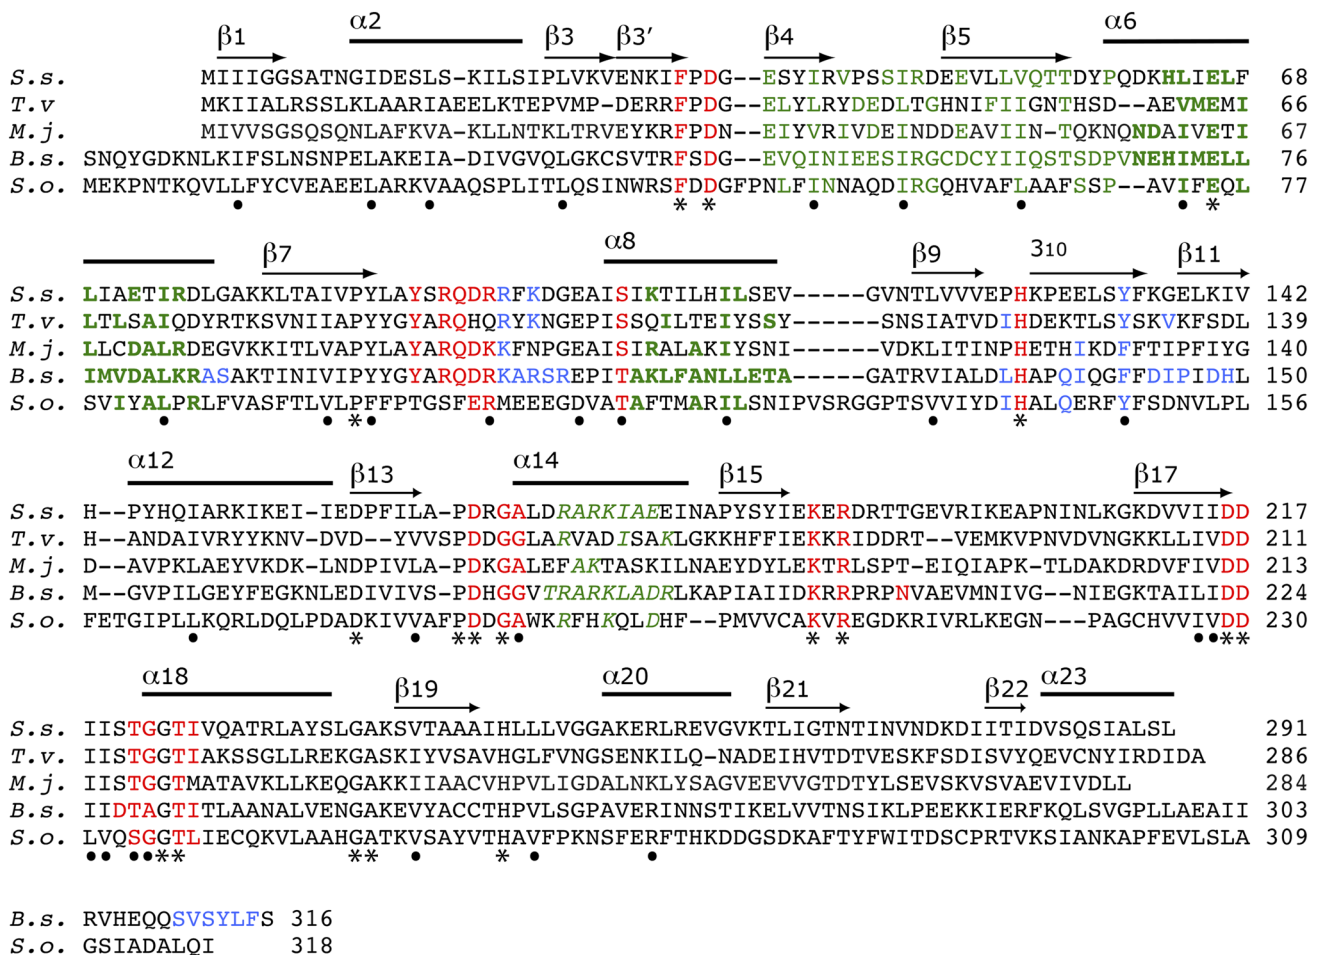 β1 α2 β3 β3′ β4 β5 α6
S.s. MIIIGGSATNGIDESLS-KILSIPLVKVENKIFPDG--ESYIRVPSSIRDEEVLLVQTTDYPQDKHLIELF 68
T.v MKIIALRSSLKLAARIAEELKTEPVMP-DERRFPDG--ELYLRYDEDLTGHNIFIIGNTHSD--AEVMEMI 66
M.j. MIVVSGSQSQNLAFKVA-KLLNTKLTRVEYKRFPDN--EIYVRIVDEINDDEAVIIN-TQKNQNDAIVETI 67
B.s. SNQYGDKNLKIFSLNSNPELAKEIA-DIVGVQLGKCSVTRFSDG--EVQINIEESIRGCDCYIIQSTSDPVNEHIMELL 76
S.o. MEKPNTKQVLLFYCVEAEELARKVAAQSPLITLQSINWRSFDDGFPNLFINNAQDIRGQHVAFLAAFSSP--AVIFEQL 77
• • • • * * • • • • *
β7 α8 β9 310 β11
S.s. LIAETIRDLGAKKLTAIVPYLAYSRQDRRFKDGEAISIKTILHILSEV-----GVNTLVVVEPHKPEELSYFKGELKIV 142
T.v. LTLSAIQDYRTKSVNIIAPYYGYARQHQRYKNGEPISSQILTEIYSSY------SNSIATVDIHDEKTLSYSKVKFSDL 139
M.j. LLCDALRDEGVKKITLVAPYLAYARQDKKFNPGEAISIRALAKIYSNI------VDKLITINPHETHIKDFFTIPFIYG 140
B.s. IMVDALKRASAKTINIVIPYYGYARQDRKARSREPITAKLFANLLETA------GATRVIALDLHAPQIQGFFDIPIDHL 150
S.o. SVIYALPRLFVASFTLVLPFFPTGSFERMEEEGDVATAFTMARILSNIPVSRGGPTSVVIYDIHALQERFYFSDNVLPL 156
• • * • • • • • • * •
α12 β13 α14 β15 β17
S.s. H--PYHQIARKIKEI-IEDPFILA-PDRGALDRARKIAEEINAPYSYIEKERDRTTGEVRIKEAPNINLKGKDVVIIDD 217
T.v. H--ANDAIVRYYKNV-DVD--YVVSPDDGGLARVADISAKLGKKHFFIEKKRIDDRT--VEMKVPNVDVNGKKLLIVDD 211
M.j. D--AVPKLAEYVKDK-LNDPIVLA-PDKGALEFAKTASKILNAEYDYLEKTRLSPT-EIQIAPK-TLDAKDRDVFIVDD 213
B.s. M--GVPILGEYFEGKNLEDIVIVS-PDHGGVTRARKLADRLKAPIAIIDKRRPRPNVAEVMNIVG--NIEGKTAILIDD 224
S.o. FETGIPLLKQRLDQLPDADKIVVAFPDDGAWKRFHKQLDHF--PMVVCAKVREGDKRIVRLKEGN---PAGCHVVIVDD 230
• * • ** *• * * ••**
α18 β19 α20 β21 β22 α23
S.s. IISTGGTIVQATRLAYSLGAKSVTAAAIHLLLVGGAKERLREVGVKTLIGTNTINVNDKDIITIDVSQSIALSL 291
T.v. IISTGGTIAKSSGLLREKGASKIYVSAVHGLFVNGSENKILQ-NADEIHVTDTVESKFSDISVYQEVCNYIRDIDA 286
M.j. IISTGGTMATAVKLLKEQGAKKIIAACVHPVLIGDALNKLYSAGVEEVVGTDTYLSEVSKVSVAEVIVDLL 284
B.s. IIDTAGTITLAANALVENGAKEVYACCTHPVLSGPAVERINNSTIKELVVTNSIKLPEEKKIERFKQLSVGPLLAEAII 303
S.o. LVQSGGTLIECQKVLAAHGATKVSAYVTHAVFPKNSFERFTHKDDGSDKAFTYFWITDSCPRTVKSIANKAPFEVLSLA 309
•• ••** ** • * • •
B.s. RVHEQQSVSYLFS 316
S.o. GSIADALQI 318